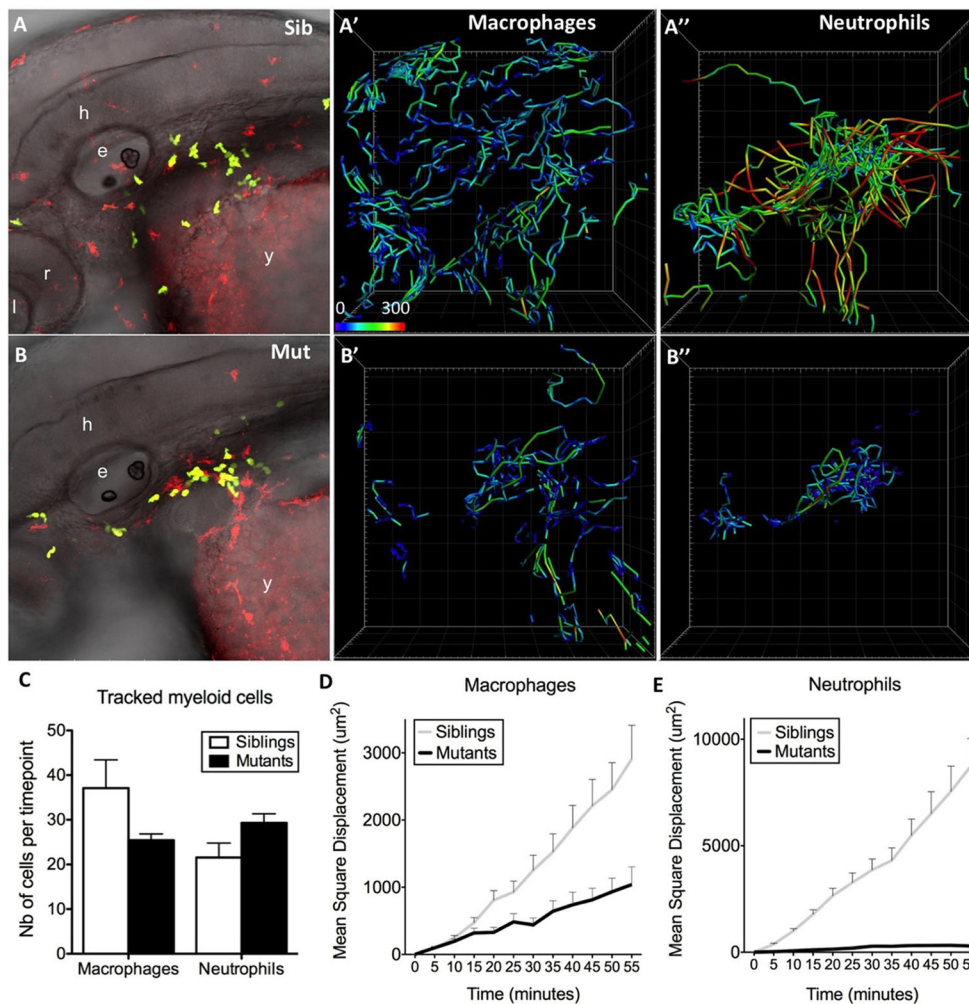 A
Sib
h
e
r
l
y
A’
Macrophages
0
300
A’’
Neutrophils
B
Mut
h
e
y
B’
B’’
C
Tracked myeloid cells
Nb of cells per timepoint
50
40
30
20
10
0
Siblings
Mutants
Macrophages
Neutrophils
D
Macrophages
Mean Square Displacement (um²)
3000
2000
1000
0
Siblings
Mutants
0 5 10 15 20 25 30 35 40 45 50 55
Time (minutes)
E
Neutrophils
Mean Square Displacement (um²)
10000
5000
0
Siblings
Mutants
0 5 10 15 20 25 30 35 40 45 50 55
Time (minutes)